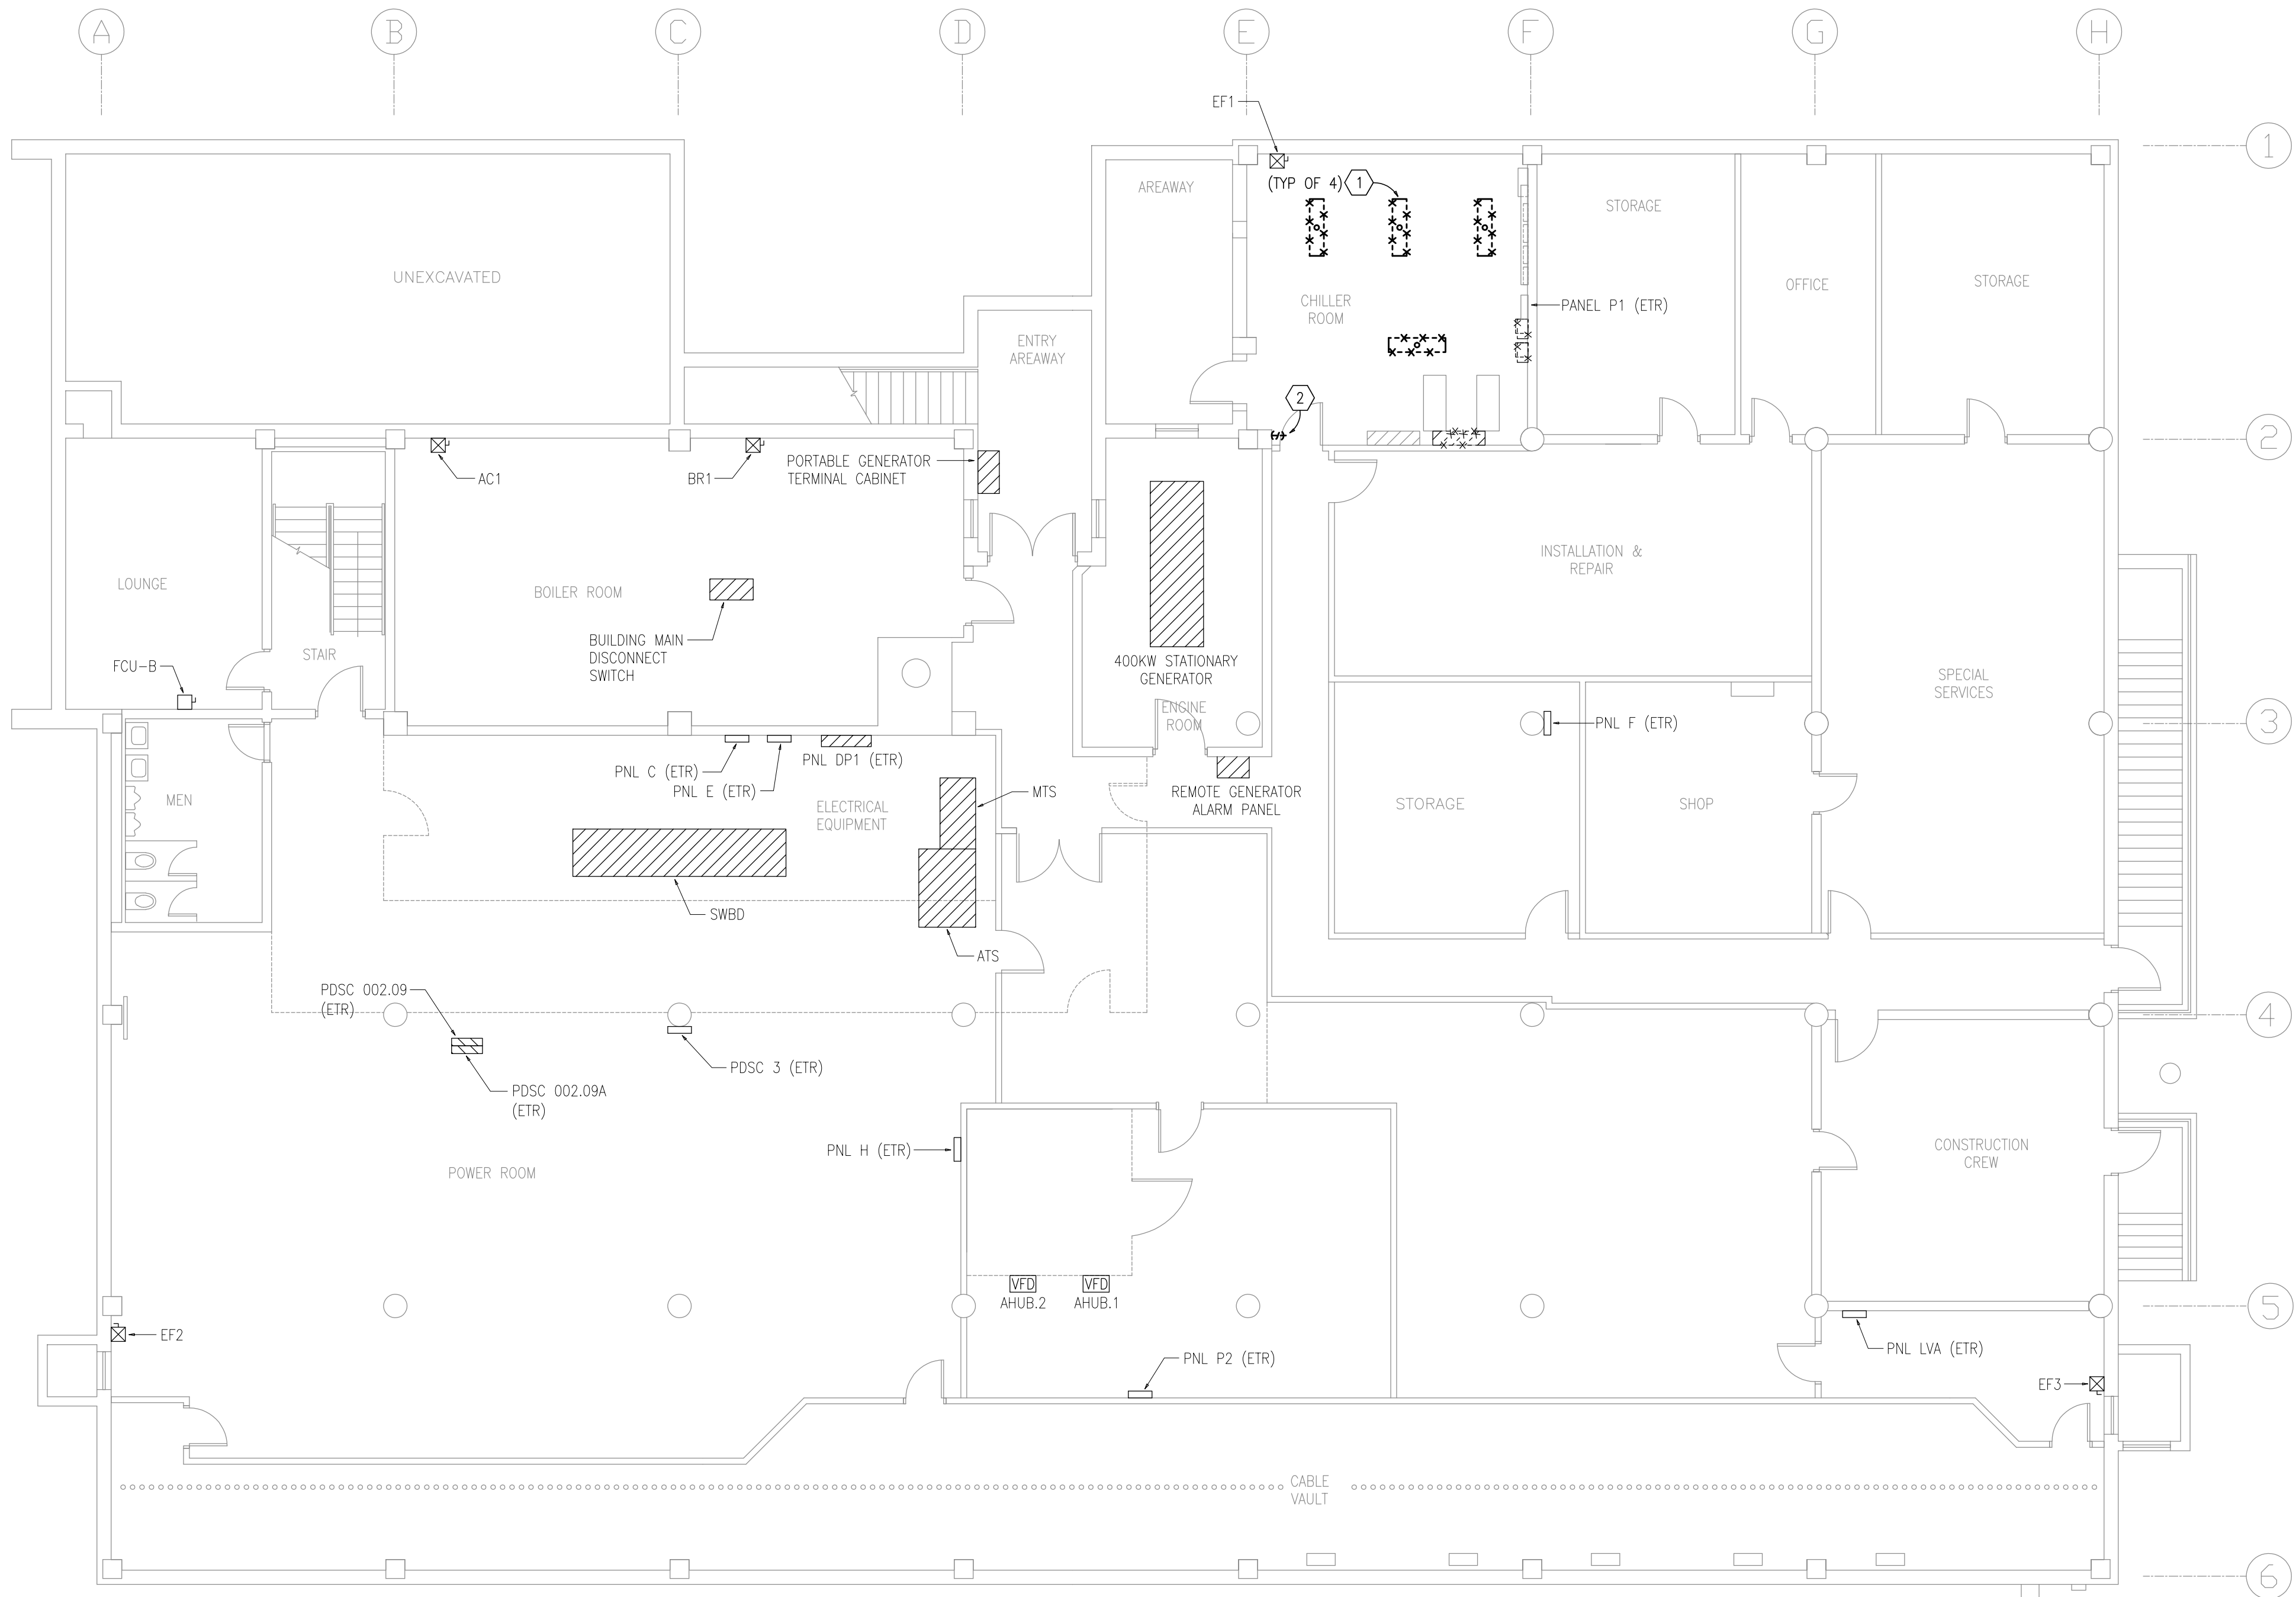 A
B
C
D
E
F
G
H
EF1
1
(TYP OF 4)
1
AREAWAY
STORAGE
UNEXCAVATED
OFFICE
STORAGE
CHILLER
ROOM
PANEL P1 (ETR)
ENTRY
AREAWAY
2
2
AC1
BR1
PORTABLE GENERATOR
TERMINAL CABINET
INSTALLATION &
REPAIR
LOUNGE
BOILER ROOM
BUILDING MAIN
DISCONNECT
SWITCH
STAIR
FCU-B
400KW STATIONARY
GENERATOR
SPECIAL
SERVICES
ENGINE
ROOM
PNL F (ETR)
3
PNL C (ETR)
PNL E (ETR)
PNL DP1 (ETR)
MTS
REMOTE GENERATOR
ALARM PANEL
MEN
ELECTRICAL
EQUIPMENT
STORAGE
SHOP
SWBD
ATS
PDSC 002.09
(ETR)
4
PDSC 3 (ETR)
PDSC 002.09A
(ETR)
PNL H (ETR)
POWER ROOM
CONSTRUCTION
CREW
VFD
AHUB.2
VFD
AHUB.1
5
EF2
PNL P2 (ETR)
PNL LVA (ETR)
EF3
CABLE
VAULT
6